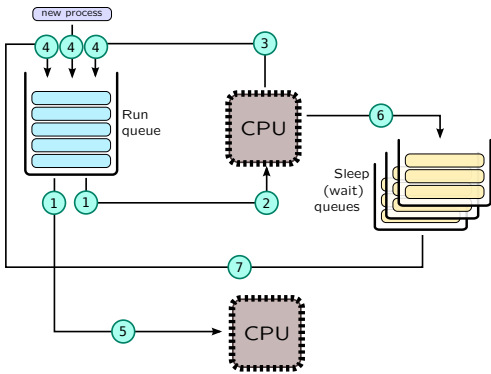 new process
4 4 4
3
CPU
6
Run
queue
Sleep
(wait)
queues
1 1
2
7
5
CPU